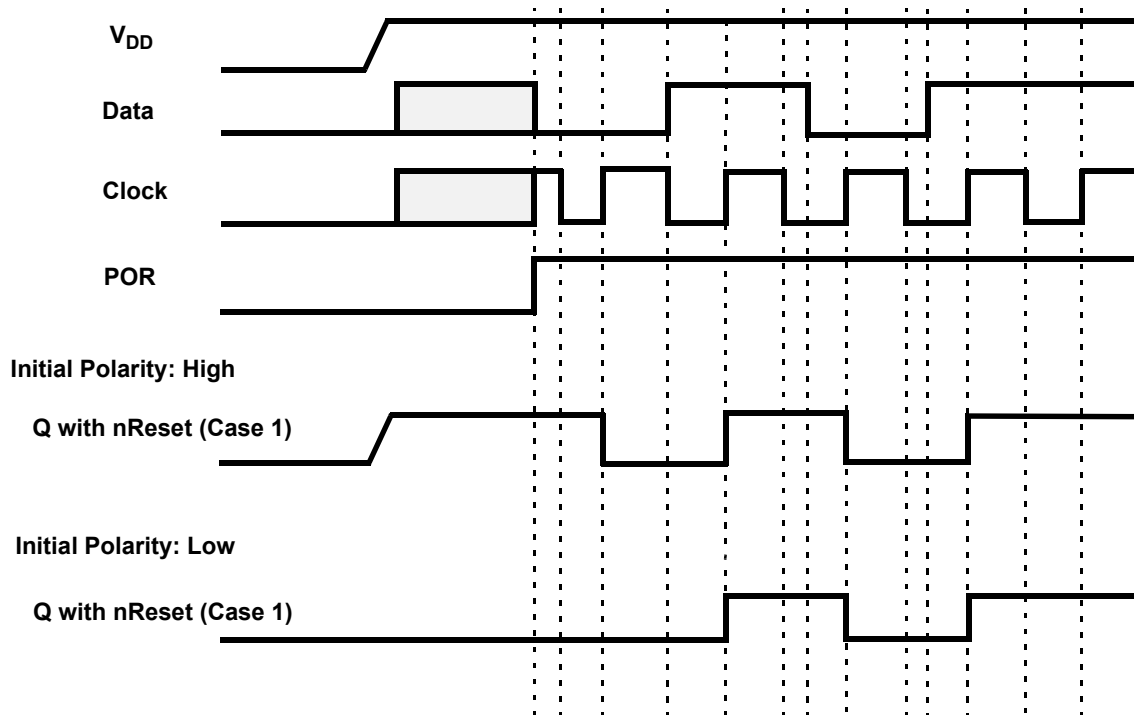 VDD
Data
Clock
POR
Initial Polarity: High
Q with nReset (Case 1)
Initial Polarity: Low
Q with nReset (Case 1)